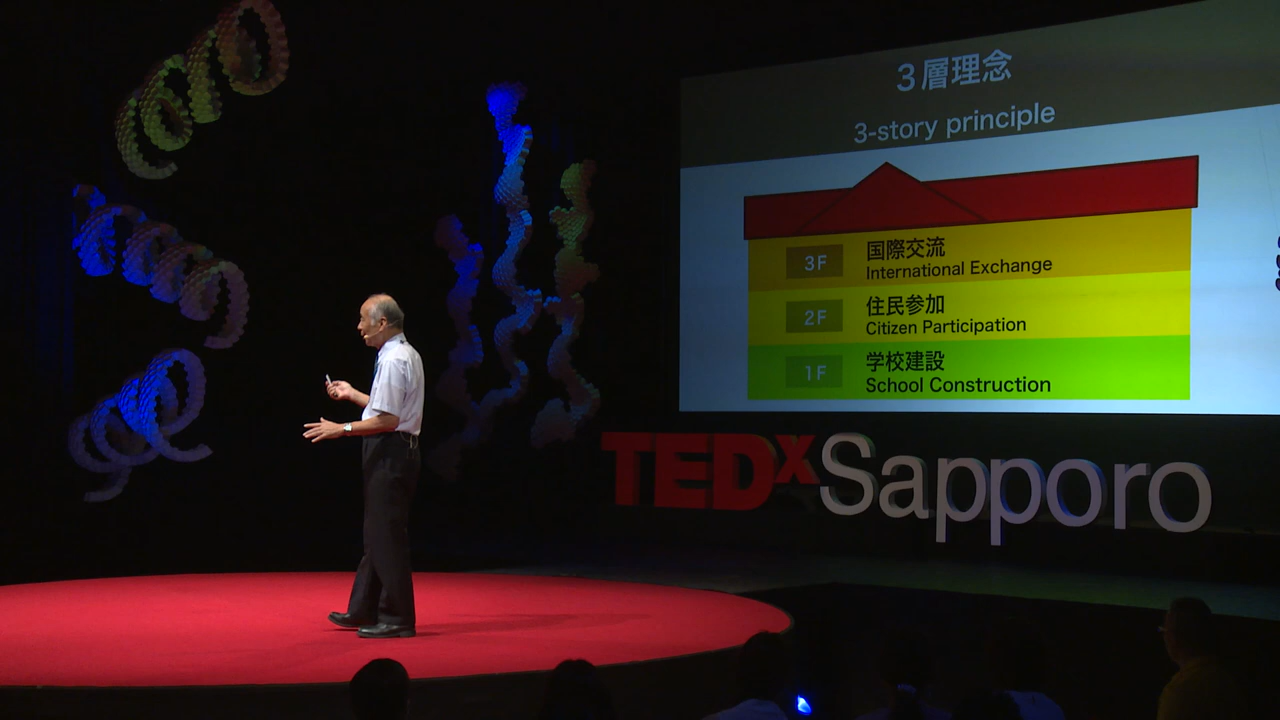 3層理念
3-story principle
3F
国際交流
International Exchange
2F
住民参加
Citizen Participation
1F
学校建設
School Construction
TEDxSapporo